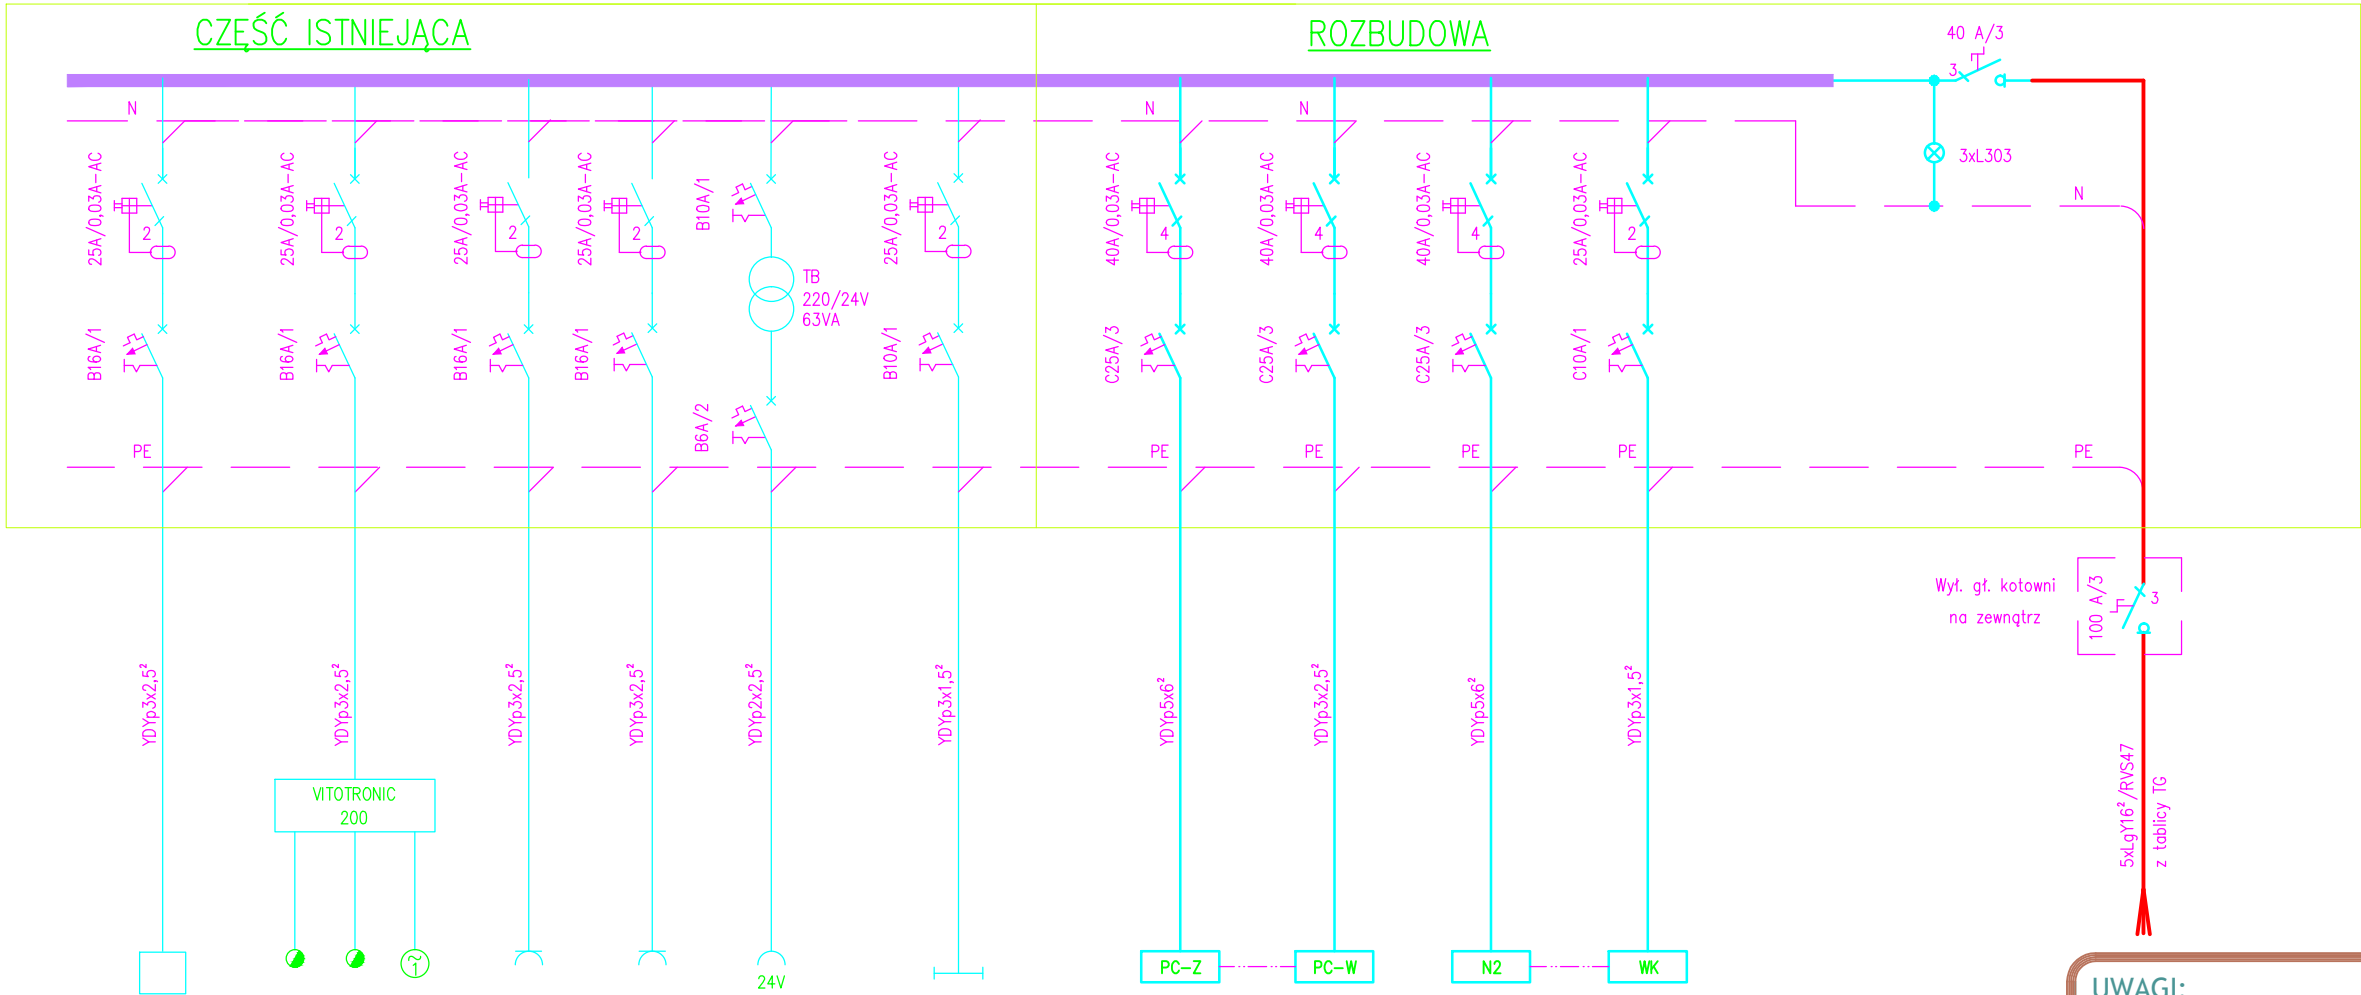 CZĘŚĆ ISTNIEJĄCA
ROZBUDOWA
40 A/3
3
N
N
N
3xL303
N
25A/0,03A-AC
2
25A/0,03A-AC
2
25A/0,03A-AC
2
25A/0,03A-AC
2
B10A/1
25A/0,03A-AC
2
40A/0,03A-AC
4
40A/0,03A-AC
4
40A/0,03A-AC
4
25A/0,03A-AC
2
TB
220/24V
63VA
B16A/1
B16A/1
B16A/1
B16A/1
B6A/2
B10A/1
C25A/3
C25A/3
C25A/3
C10A/1
PE
PE
PE
PE
PE
PE
Wył. gł. kotowni
na zewnątrz
100 A/3
3
YDYp3x2,5²
YDYp3x2,5²
YDYp3x2,5²
YDYp3x2,5²
YDYp2x2,5²
YDYp3x1,5²
YDYp5x6²
YDYp3x2,5²
YDYp5x6²
YDYp3x1,5²
5xLgY16²/RVS47
z tablicy TG
VITOTRONIC
200
~
1
24V
PC-Z
PC-W
N2
WK
UWAGI: